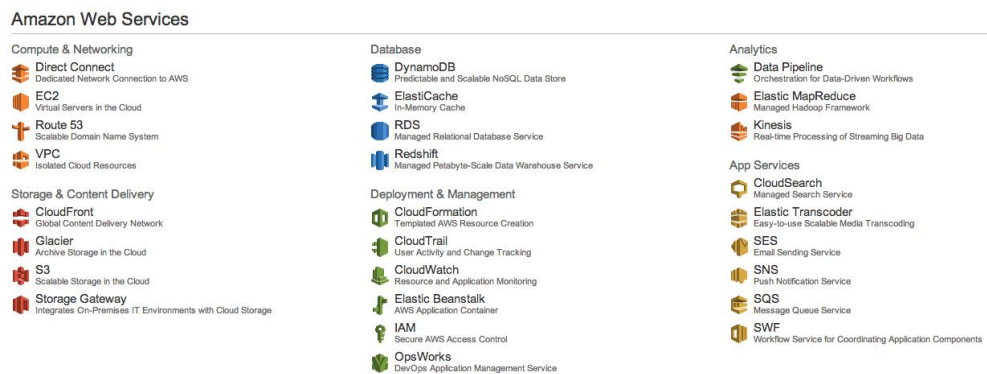 Amazon Web Services
Compute & Networking
Direct Connect
Dedicated Network Connection to AWS
EC2
Virtual Servers in the Cloud
Route 53
Scalable Domain Name System
VPC
Isolated Cloud Resources
Storage & Content Delivery
CloudFront
Global Content Delivery Network
Glacier
Archive Storage in the Cloud
S3
Scalable Storage in the Cloud
Storage Gateway
Integrates On-Premises IT Environments with Cloud Storage
Database
DynamoDB
Predictable and Scalable NoSQL Data Store
ElastiCache
In-Memory Cache
RDS
Managed Relational Database Service
Redshift
Managed Petabyte-Scale Data Warehouse Service
Deployment & Management
CloudFormation
Templated AWS Resource Creation
CloudTrail
User Activity and Change Tracking
CloudWatch
Resource and Application Monitoring
Elastic Beanstalk
AWS Application Container
IAM
Secure AWS Access Control
OpsWorks
DevOps Application Management Service
Analytics
Data Pipeline
Orchestration for Data-Driven Workflows
Elastic MapReduce
Managed Hadoop Framework
Kinesis
Real-time Processing of Streaming Big Data
App Services
CloudSearch
Managed Search Service
Elastic Transcoder
Easy-to-use Scalable Media Transcoding
SES
Email Sending Service
SNS
Push Notification Service
SQS
Message Queue Service
SWF
Workflow Service for Coordinating Application Components